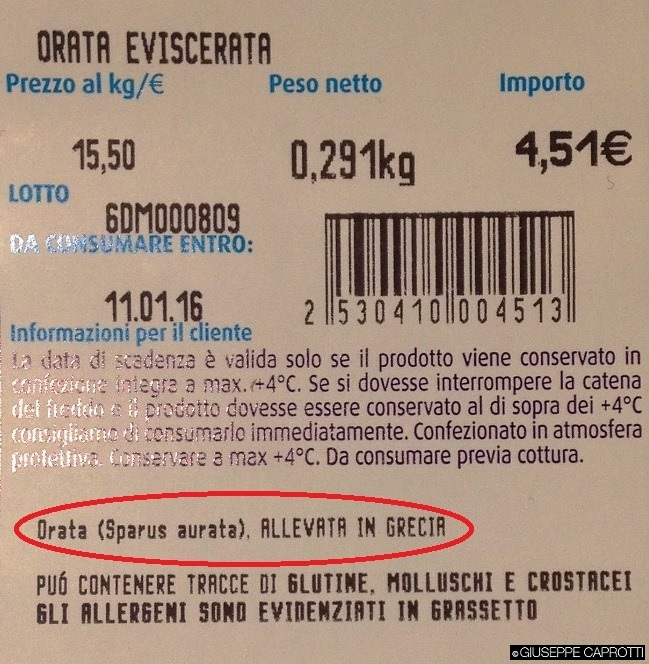 ORATA EVISCERATA
Prezzo al kg/€ Peso netto Importo
15,50 0,291kg 4,51€
LOTTO
6DM000809
DA CONSUMARE ENTRO:
11.01.16
2 530410 004513
Informazioni per il cliente
La data di scadenza è valida solo se il prodotto viene conservato in
confezione integra a max. +4°C. Se si dovesse interrompere la catena
del freddo e il prodotto dovesse essere conservato al di sopra dei +4°C
consigliamo di consumarlo immediatamente. Confezionato in atmosfera
protettiva. Conservare a max +4°C. Da consumare previa cottura.
Orata (Sparus aurata), ALLEVATA IN GRECIA
PUÓ CONTENERE TRACCE DI GLUTINE, MOLLUSCHI E CROSTACEI
GLI ALLERGENI SONO EVIDENZIATI IN GRASSETTO
©GIUSEPPE CAPROTTI